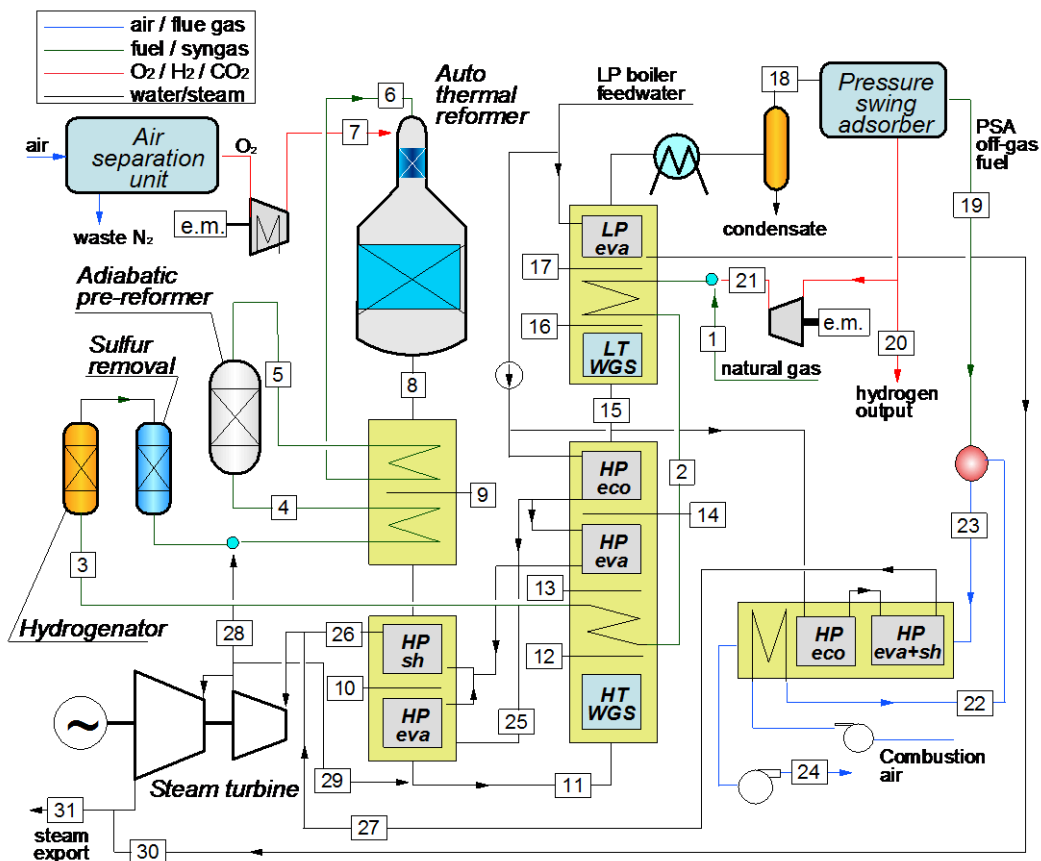 air / flue gas
fuel / syngas
O₂ / H₂ / CO₂
water/steam
Air
separation
unit
air
O₂
waste N₂
e.m.
6
7
Auto
thermal
reformer
LP boiler
feedwater
18
Pressure
swing
adsorber
PSA
off-gas
fuel
19
condensate
LP
eva
17
16
LT
WGS
15
21
1
natural gas
e.m.
20
hydrogen
output
Adiabatic
pre-reformer
Sulfur
removal
5
4
3
Hydrogenator
8
9
HP
eco
14
2
HP
eva
13
12
HT
WGS
11
23
HP
eco
HP
eva+sh
22
Combustion
air
24
28
26
HP
sh
10
HP
eva
25
29
~
Steam turbine
27
31
steam
export
30